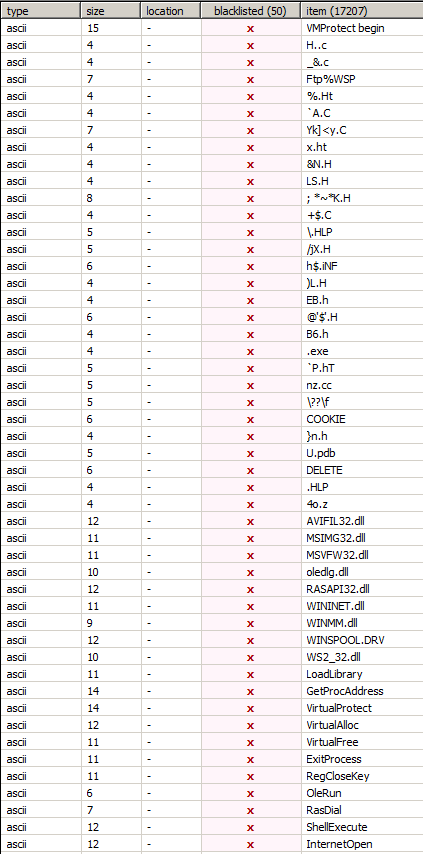 type size location blacklisted (50) item (17207)
ascii 15 - x VMProtect begin
ascii 4 - x H..c
ascii 4 - x _&.c
ascii 7 - x Ftp%WSP
ascii 4 - x %.Ht
ascii 4 - x `A.C
ascii 7 - x Yk]<y.C
ascii 4 - x x.ht
ascii 4 - x &N.H
ascii 4 - x LS.H
ascii 8 - x ; *~*K.H
ascii 4 - x +$.C
ascii 5 - x \.HLP
ascii 5 - x /jX.H
ascii 6 - x h$.iNF
ascii 4 - x )L.H
ascii 4 - x EB.h
ascii 6 - x @'$'.H
ascii 4 - x B6.h
ascii 4 - x .exe
ascii 5 - x `P.hT
ascii 5 - x nz.cc
ascii 5 - x \??\f
ascii 6 - x COOKIE
ascii 4 - x }n.h
ascii 5 - x U.pdb
ascii 6 - x DELETE
ascii 4 - x .HLP
ascii 4 - x 4o.z
ascii 12 - x AVIFIL32.dll
ascii 11 - x MSIMG32.dll
ascii 11 - x MSVFW32.dll
ascii 10 - x oledlg.dll
ascii 12 - x RASAPI32.dll
ascii 11 - x WININET.dll
ascii 9 - x WINMM.dll
ascii 12 - x WINSPOOL.DRV
ascii 10 - x WS2_32.dll
ascii 11 - x LoadLibrary
ascii 14 - x GetProcAddress
ascii 14 - x VirtualProtect
ascii 12 - x VirtualAlloc
ascii 11 - x VirtualFree
ascii 11 - x ExitProcess
ascii 11 - x RegCloseKey
ascii 6 - x OleRun
ascii 7 - x RasDial
ascii 12 - x ShellExecute
ascii 12 - x InternetOpen